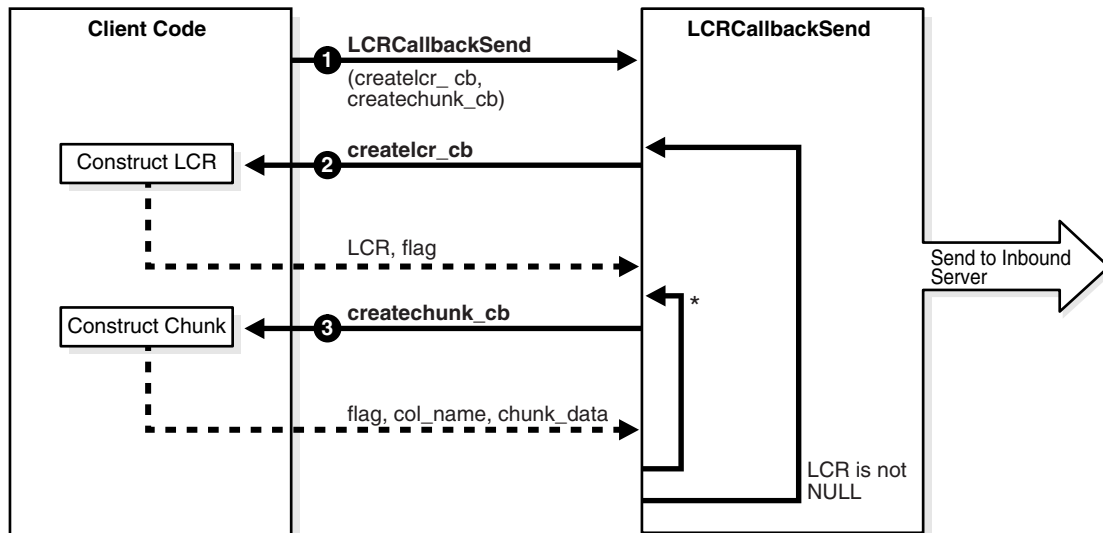 Client Code
LCRCallbackSend
1
LCRCallbackSend
(createlcr_ cb,
createchunk_cb)
Construct LCR
2
createlcr_cb
LCR, flag
Send to Inbound
Server
Construct Chunk
3
createchunk_cb
*
flag, col_name, chunk_data
LCR is not
NULL